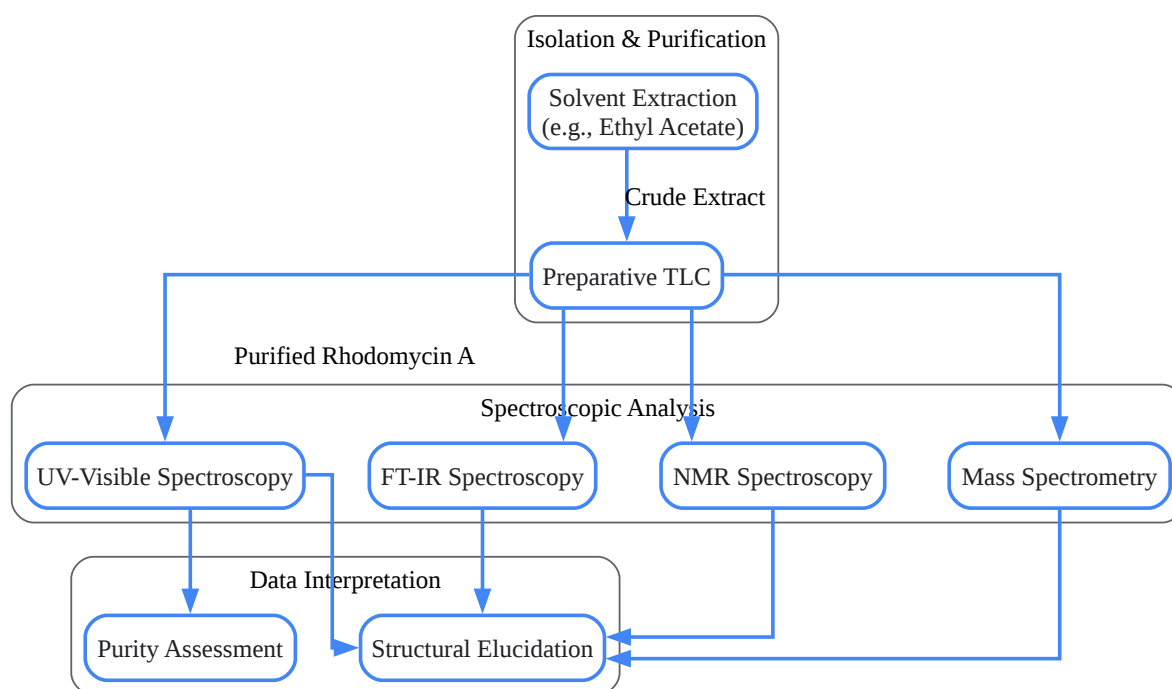 Isolation & Purification
Solvent Extraction
(e.g., Ethyl Acetate)
Crude Extract
Preparative TLC
Purified Rhodomycin A
Spectroscopic Analysis
UV-Visible Spectroscopy
FT-IR Spectroscopy
NMR Spectroscopy
Mass Spectrometry
Data Interpretation
Purity Assessment
Structural Elucidation